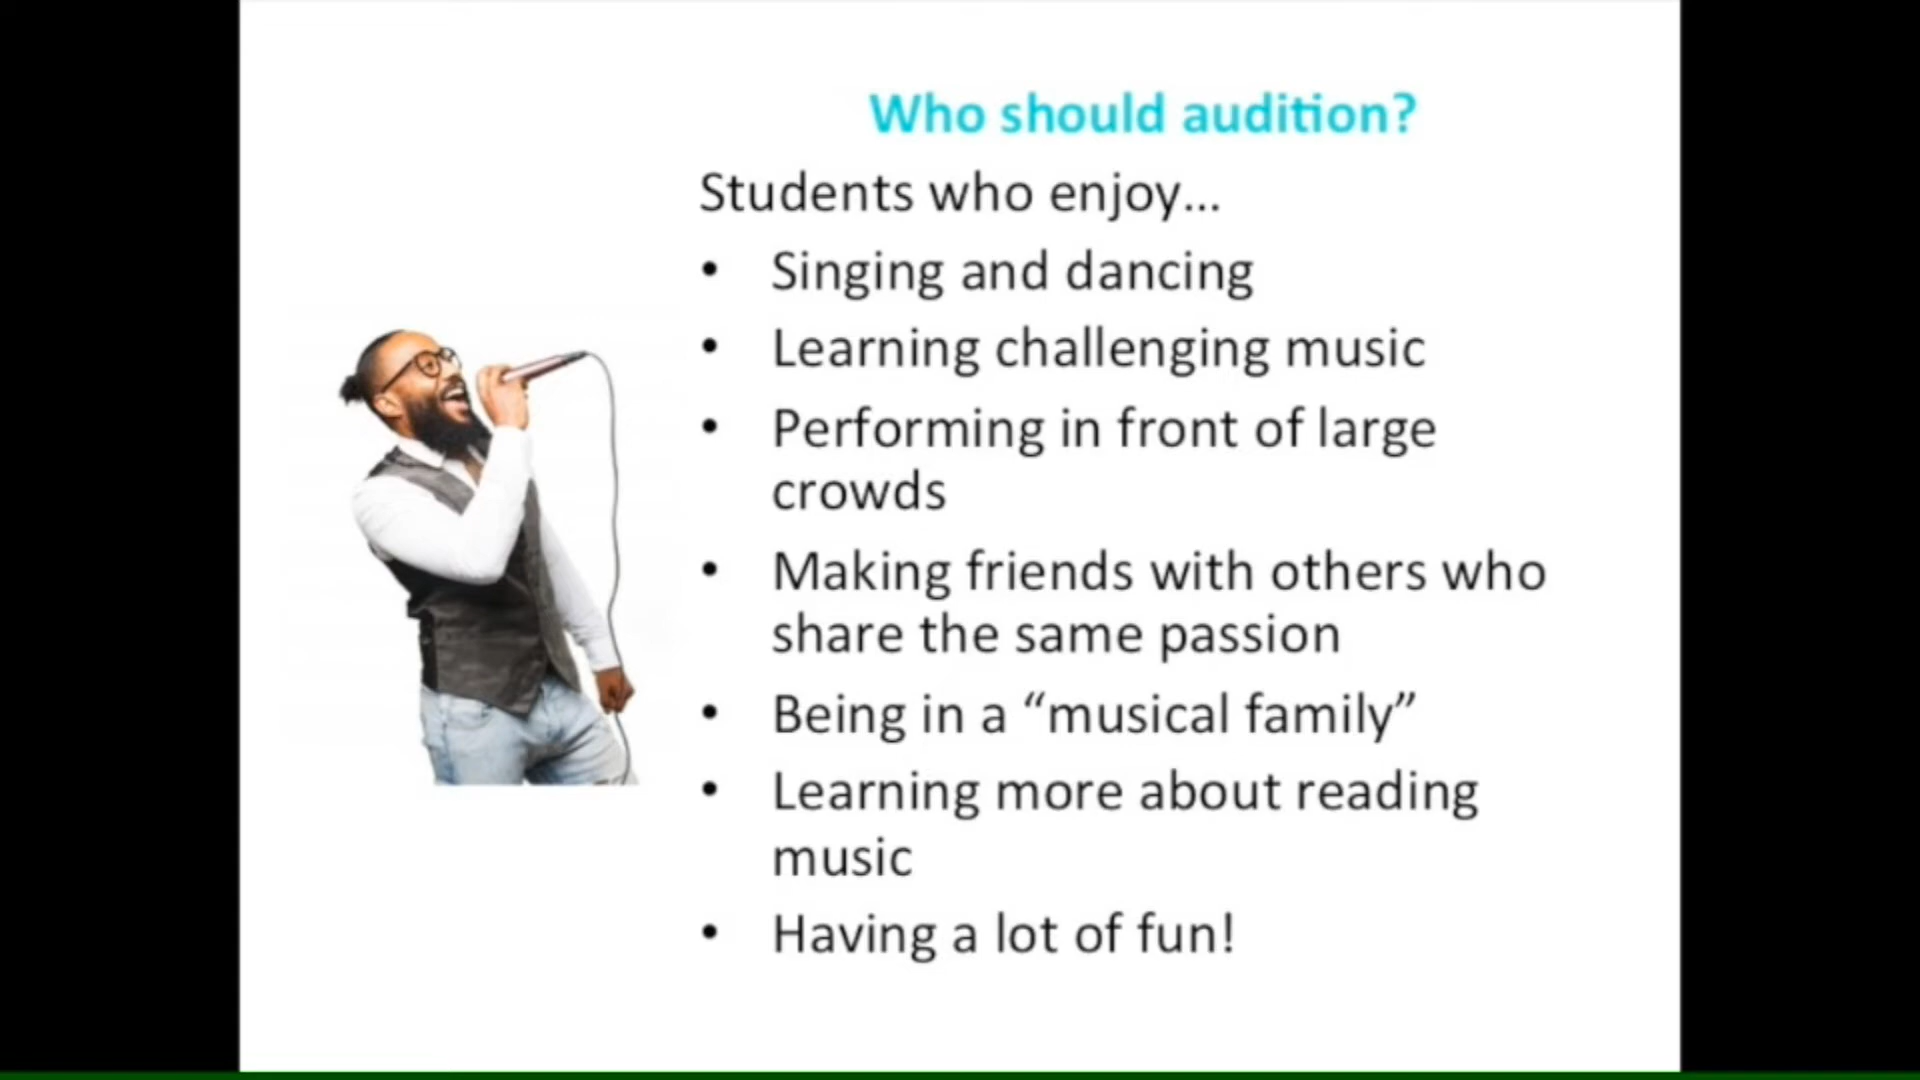 Who should audition?
Students who enjoy...
• Singing and dancing
• Learning challenging music
• Performing in front of large
crowds
• Making friends with others who
share the same passion
• Being in a “musical family”
• Learning more about reading
music
• Having a lot of fun!